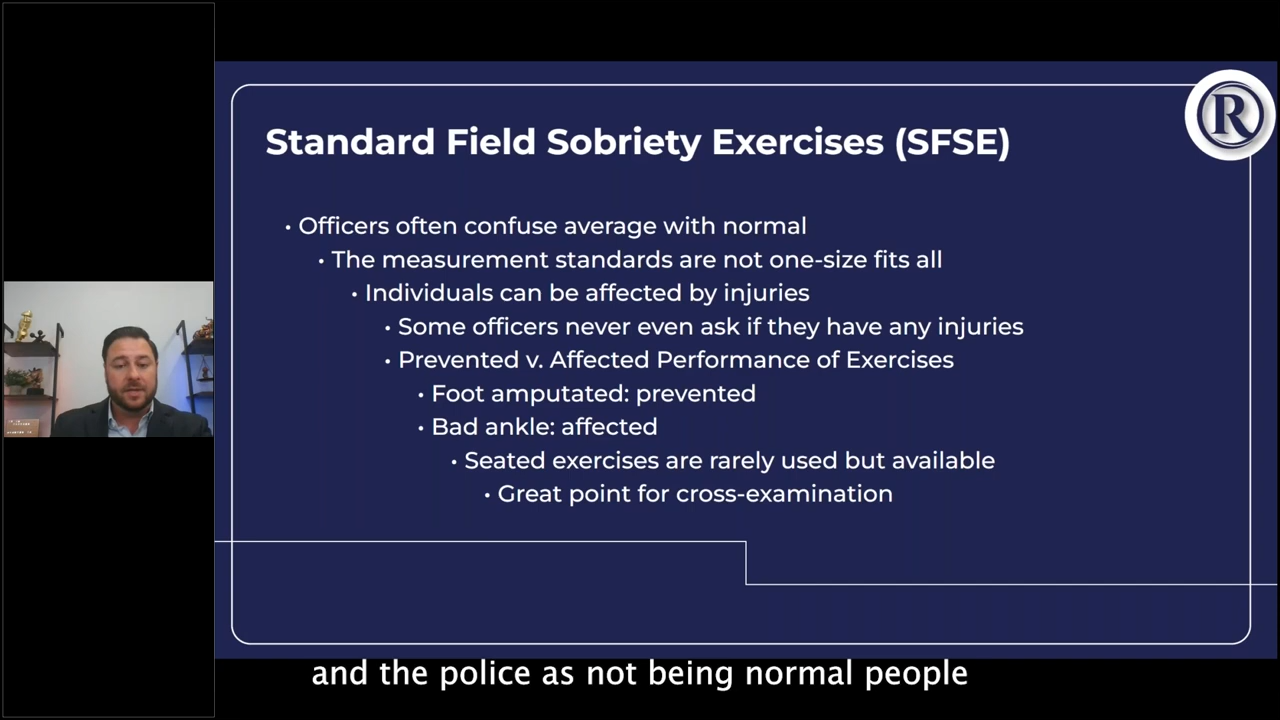 Standard Field Sobriety Exercises (SFSE)
R
• Officers often confuse average with normal
• The measurement standards are not one-size fits all
• Individuals can be affected by injuries
• Some officers never even ask if they have any injuries
• Prevented v. Affected Performance of Exercises
• Foot amputated: prevented
• Bad ankle: affected
• Seated exercises are rarely used but available
• Great point for cross-examination
and the police as not being normal people